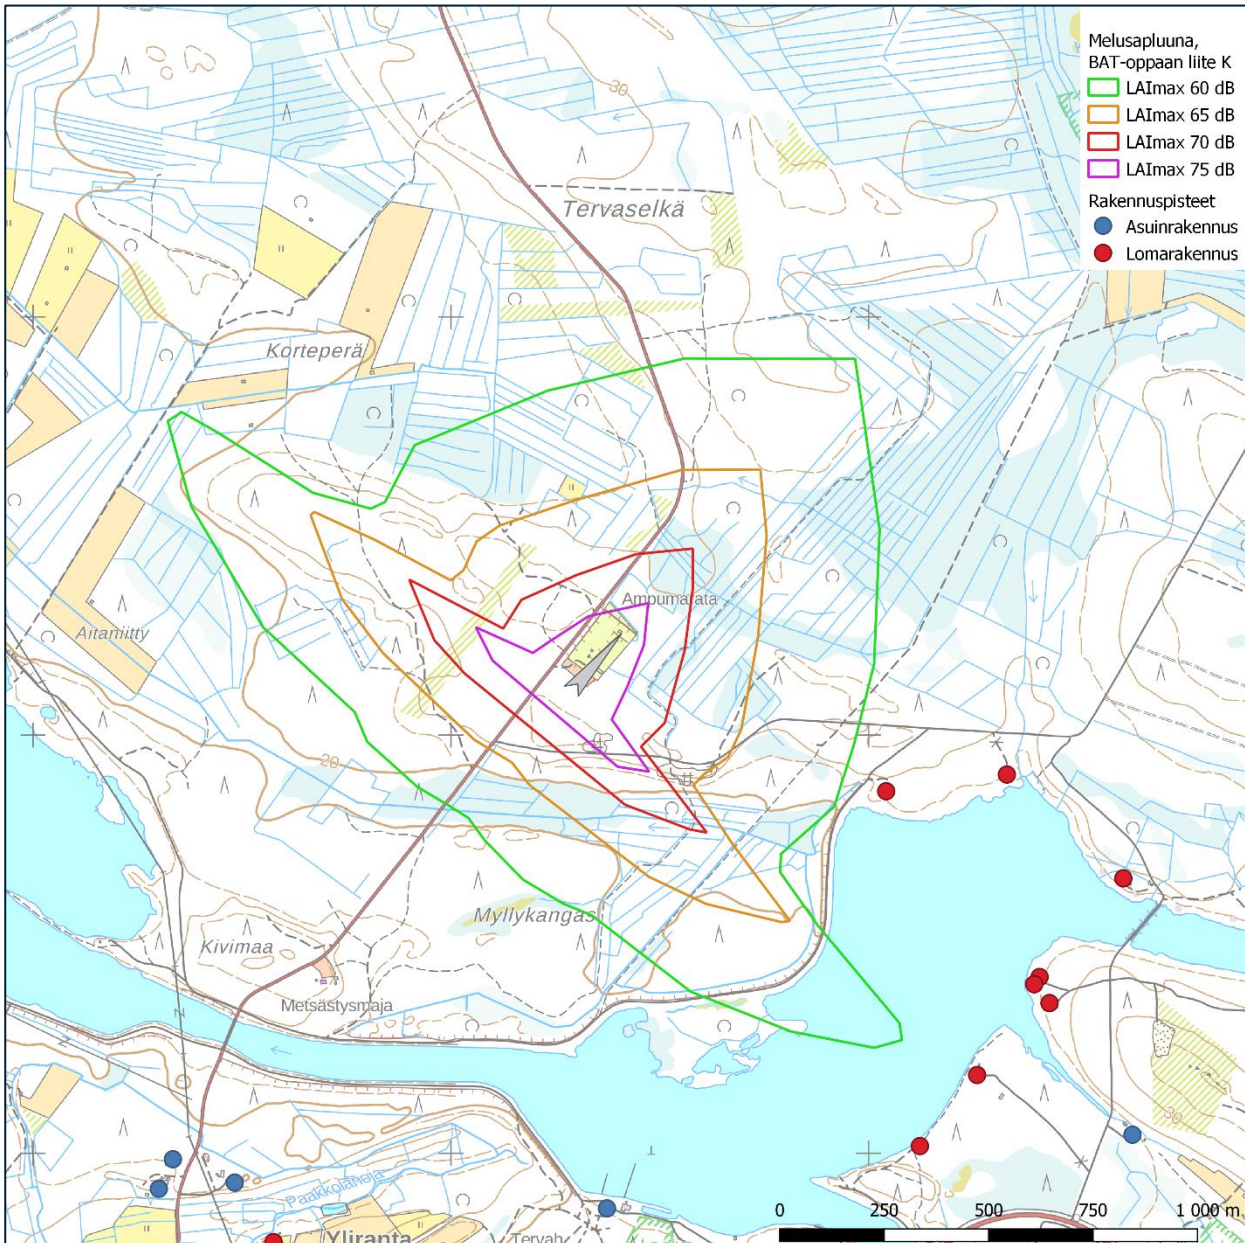 Melusapluuna,
BAT-oppaan liite K
LAImax 60 dB
LAImax 65 dB
LAImax 70 dB
LAImax 75 dB
Rakennuspisteet
Asuinrakennus
Lomarakennus
30
Tervaselkä
Korteperä
Ampumarata
Aitaniitty
20
Myllykangas
Kivimaa
Metsästysmaja
30
Paakkolanoja
Yliranta
Tervah
0 250 500 750 1 000 m